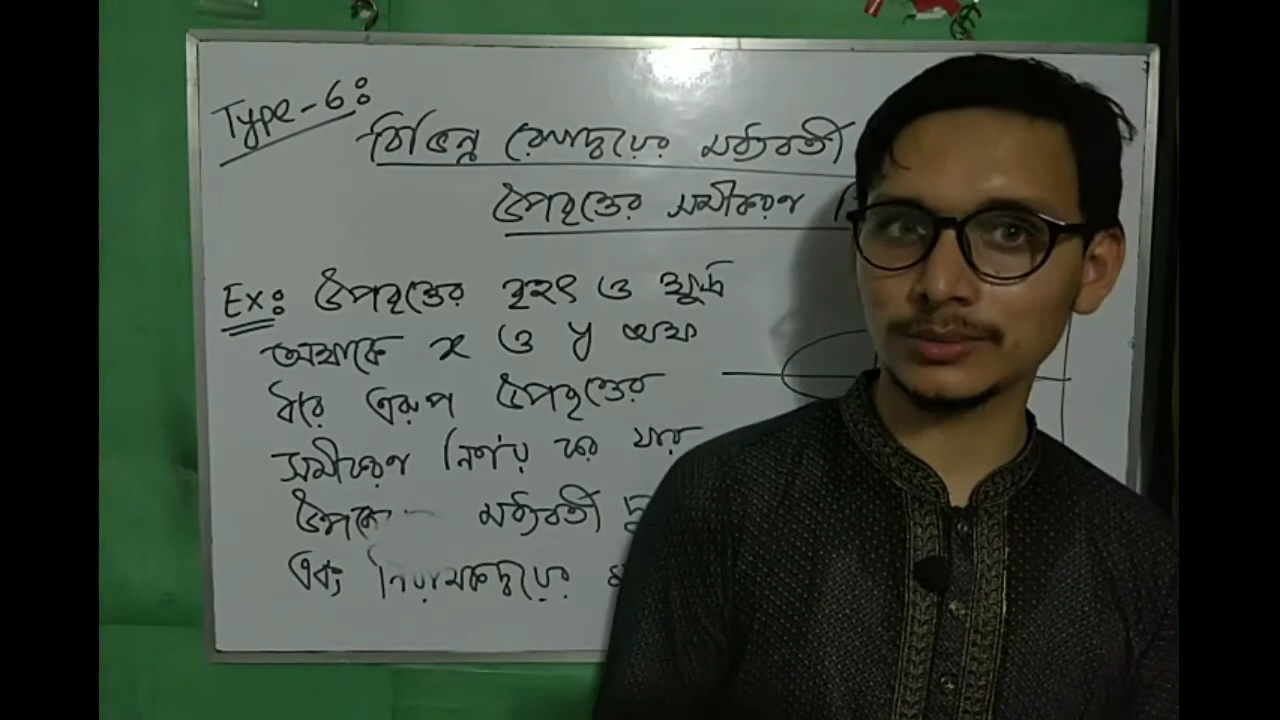 Type-6:
বিভিন্ন রেখাদ্বয়ের মধ্যবর্তী
উপবৃত্তের সমীকরণ নি
Ex: উপবৃত্তের বৃহৎ ও ক্ষুদ্র
অক্ষকে x ও y অক্ষ
ধরে এরূপ উপবৃত্তের
সমীকরণ নির্ণয় কর যার
উপকে- মধ্যবর্তী দূ
এবং নিয়ামকদ্বয়ের ম